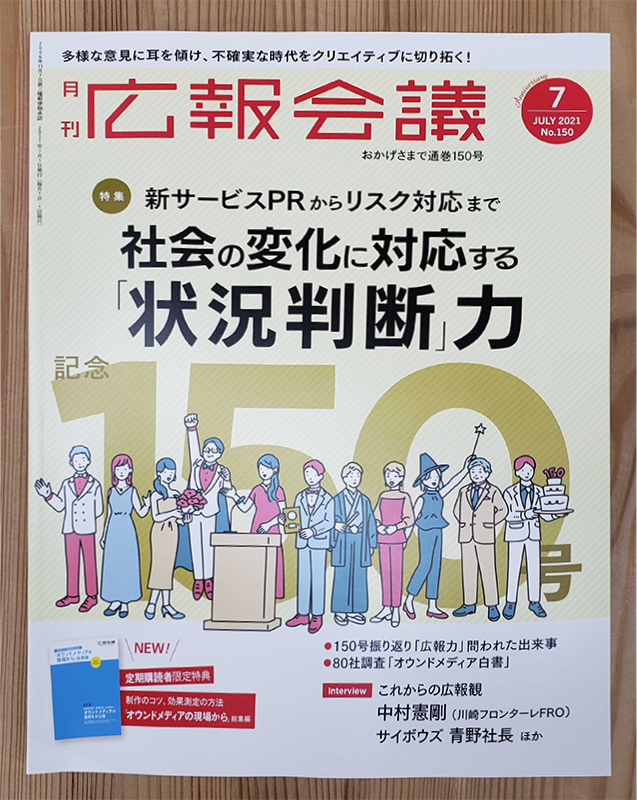 多様な意見に耳を傾け、不確実な時代をクリエイティブに切り拓く!
月刊
広報会議
Anniversary
7
JULY 2021
No.150
おかげさまで通巻150号
特集
新サービスPRからリスク対応まで
社会の変化に対応する
「状況判断」力
記念
150号
150
NEW!
定期購読者限定特典
制作のコツ、効果測定の方法
「オウンドメディアの現場から」総集編
●150号振り返り「広報力」問われた出来事
●80社調査「オウンドメディア白書」
Interview これからの広報観
中村憲剛(川崎フロンターレFRO)
サイボウズ 青野社長 ほか